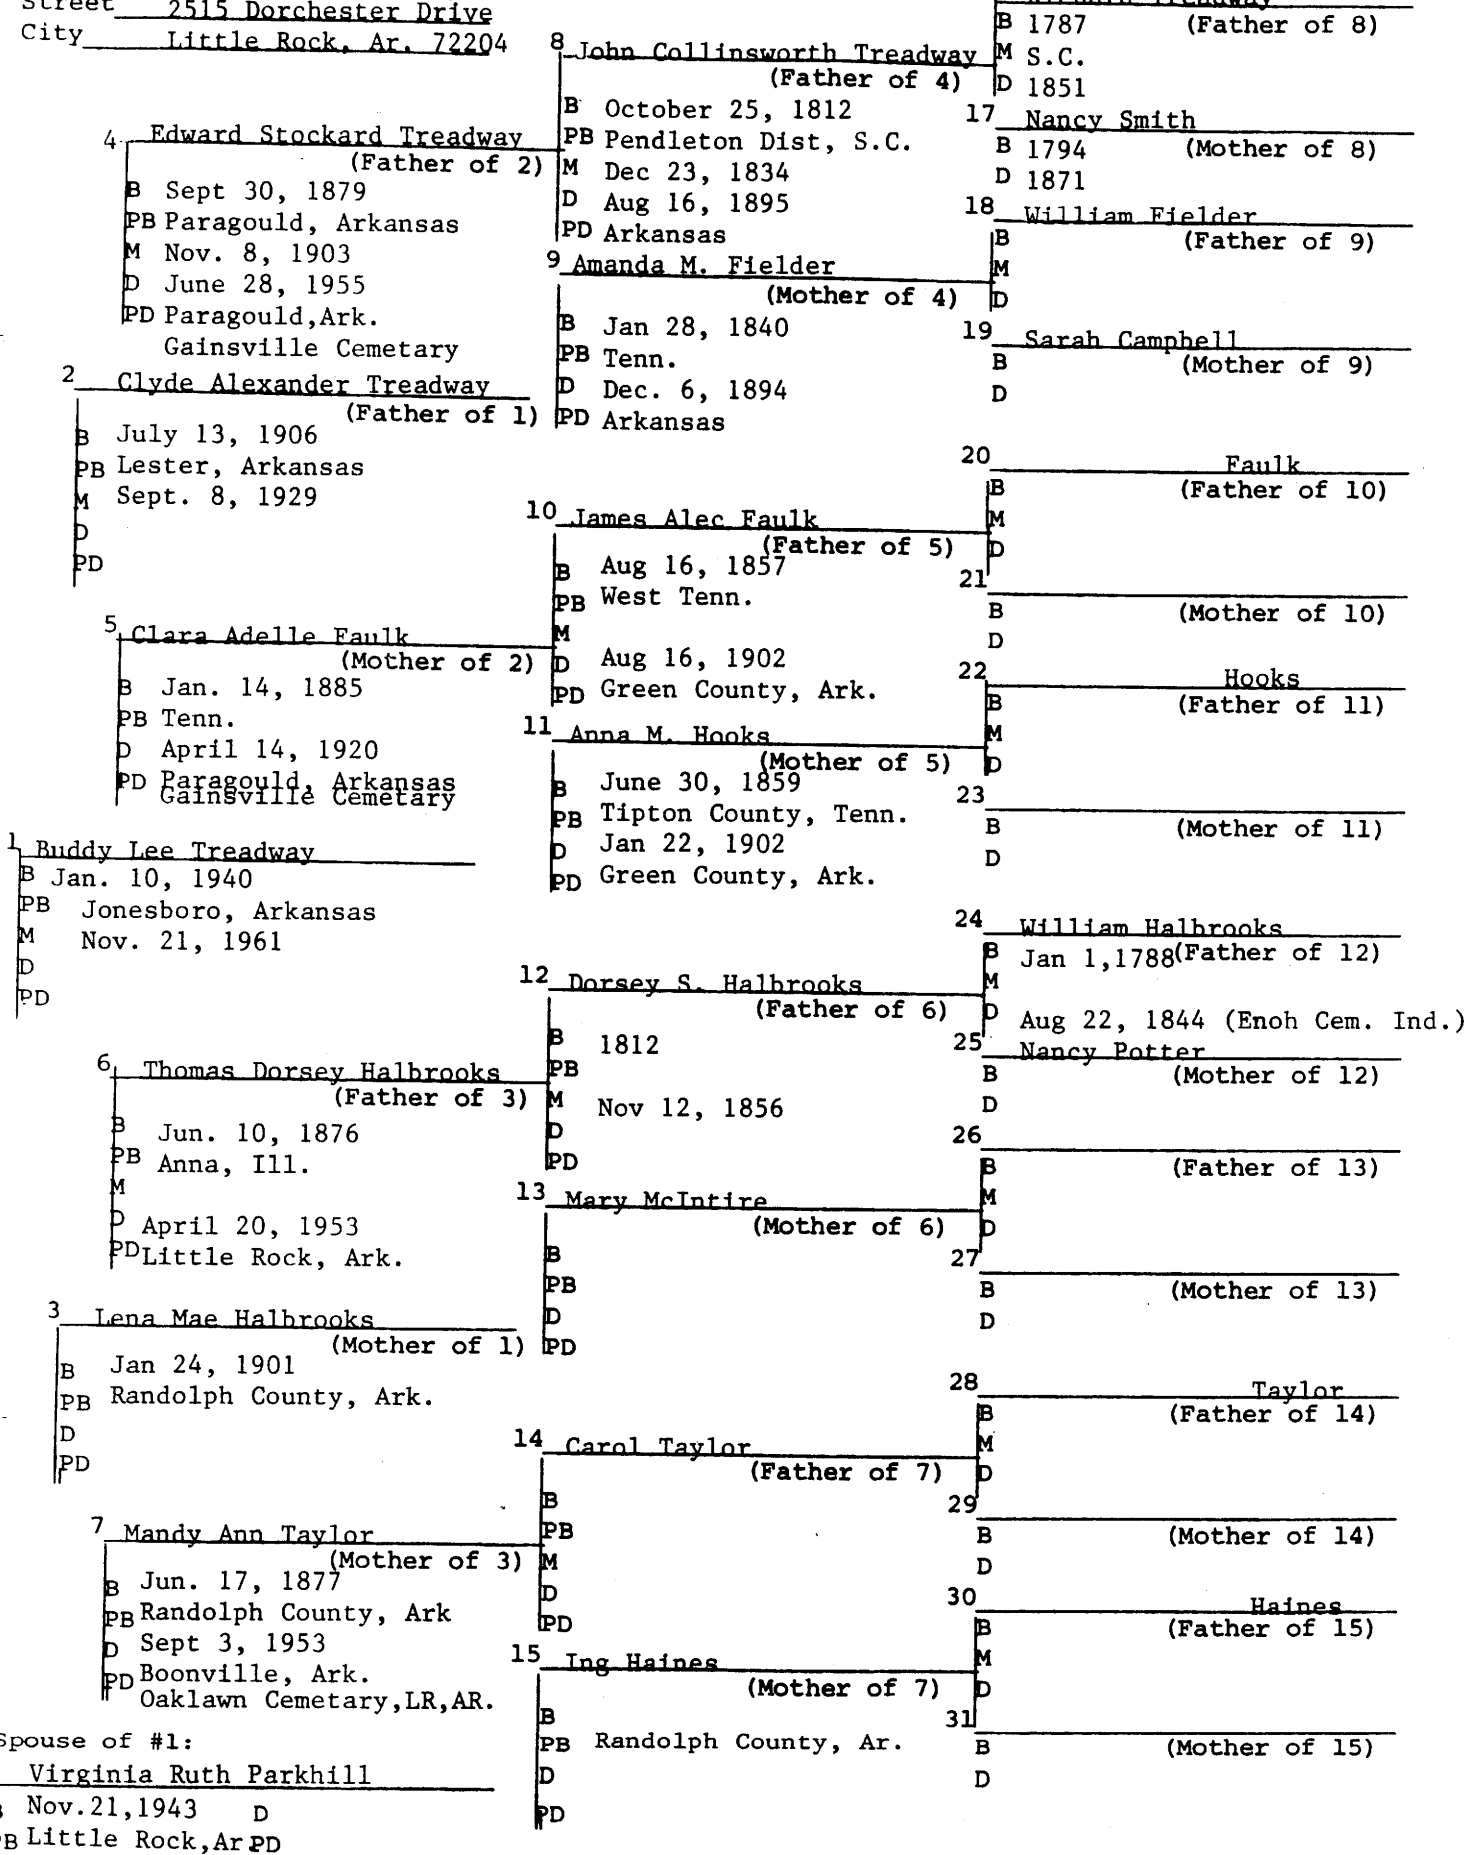 Street 2515 Dorchester Drive
City Little Rock, Ar. 72204
4 Edward Stockard Treadway
(Father of 2)
B Sept 30, 1879
PB Paragould, Arkansas
M Nov. 8, 1903
D June 28, 1955
PD Paragould,Ark.
Gainsville Cemetary
2 Clyde Alexander Treadway
(Father of 1)
B July 13, 1906
PB Lester, Arkansas
M Sept. 8, 1929
D
PD
5 Clara Adelle Faulk
(Mother of 2)
B Jan. 14, 1885
PB Tenn.
D April 14, 1920
PD Paragould, Arkansas
Gainsville Cemetary
1 Buddy Lee Treadway
B Jan. 10, 1940
PB Jonesboro, Arkansas
M Nov. 21, 1961
D
PD
6 Thomas Dorsey Halbrooks
(Father of 3)
B Jun. 10, 1876
PB Anna, Ill.
M
D April 20, 1953
PD Little Rock, Ark.
3 Lena Mae Halbrooks
(Mother of 1)
B Jan 24, 1901
PB Randolph County, Ark.
D
PD
7 Mandy Ann Taylor
(Mother of 3)
B Jun. 17, 1877
PB Randolph County, Ark
D Sept 3, 1953
PD Boonville, Ark.
Oaklawn Cemetary,LR,AR.
Spouse of #1:
Virginia Ruth Parkhill
B Nov.21,1943 D
PB Little Rock,Ar PD
8 John Collinsworth Treadway
(Father of 4)
B October 25, 1812
PB Pendleton Dist, S.C.
M Dec 23, 1834
D Aug 16, 1895
PD Arkansas
9 Amanda M. Fielder
(Mother of 4)
B Jan 28, 1840
PB Tenn.
D Dec. 6, 1894
PD Arkansas
10 James Alec Faulk
(Father of 5)
B Aug 16, 1857
PB West Tenn.
M
D Aug 16, 1902
PD Green County, Ark.
11 Anna M. Hooks
(Mother of 5)
B June 30, 1859
PB Tipton County, Tenn.
D Jan 22, 1902
PD Green County, Ark.
12 Dorsey S. Halbrooks
(Father of 6)
B 1812
PB
M Nov 12, 1856
D
PD
13 Mary McIntire
(Mother of 6)
B
PB
D
PD
14 Carol Taylor
(Father of 7)
B
PB
M
D
PD
15 Ing Haines
(Mother of 7)
B
PB Randolph County, Ar.
D
PD
Treadway
B 1787 (Father of 8)
M S.C.
D 1851
17 Nancy Smith
B 1794 (Mother of 8)
D 1871
18 William Fielder
B (Father of 9)
M
D
19 Sarah Camphell
B (Mother of 9)
D
20 Faulk
B (Father of 10)
M
D
21
B (Mother of 10)
D
22 Hooks
B (Father of 11)
M
D
23
B (Mother of 11)
D
24 William Halbrooks
B Jan 1,1788 (Father of 12)
M
D Aug 22, 1844 (Enoh Cem. Ind.)
25 Nancy Potter
B (Mother of 12)
D
26
B (Father of 13)
M
D
27
B (Mother of 13)
D
28 Taylor
B (Father of 14)
M
D
29
B (Mother of 14)
D
30 Haines
B (Father of 15)
M
D
31
B (Mother of 15)
D